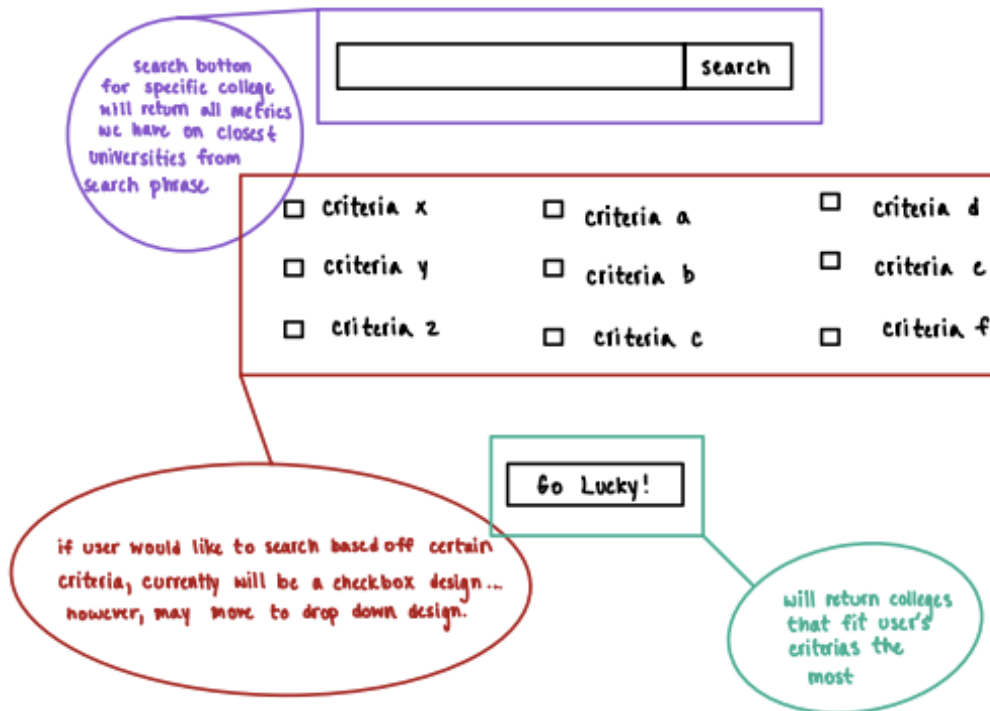 search
search button
for specific college
will return all metrics
we have on closest
universities from
search phrase
criteria x
criteria a
criteria d
criteria y
criteria b
criteria e
criteria z
criteria c
criteria f
Go Lucky!
if user would like to search based off certain
criteria, currently will be a checkbox design...
however, may move to drop down design.
will return colleges
that fit user's
criterias the
most